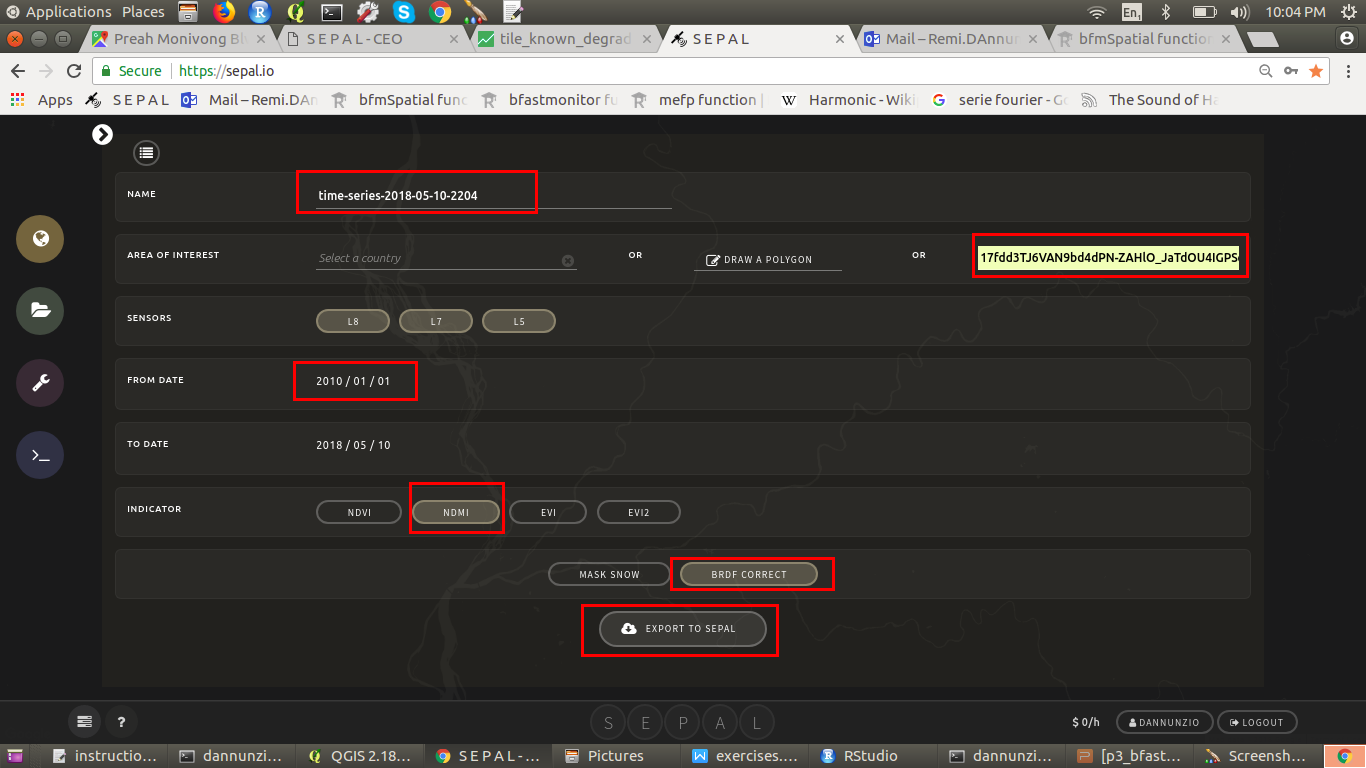 Applications Places En1 10:04 PM
Preah Monivong Bl
S E P A L - CEO
tile_known_degrad
S E P A L
Mail – Remi.DAnnun
bfmSpatial function
Secure https://sepal.io
Apps
S E P A L
Mail – Remi.DAn
bfmSpatial func
bfastmonitor fu
mefp function |
Harmonic - Wiki
serie fourier - Go
The Sound of Ha
NAME
time-series-2018-05-10-2204
AREA OF INTEREST
Select a country
OR
DRAW A POLYGON
OR
17fdd3TJ6VAN9bd4dPN-ZAHlO_JaTdOU4IGPS
SENSORS
L8 L7 L5
FROM DATE
2010 / 01 / 01
TO DATE
2018 / 05 / 10
INDICATOR
NDVI NDMI EVI EVI2
MASK SNOW BRDF CORRECT
EXPORT TO SEPAL
?
S E P A L
$ 0/h
DANNUNZIO
LOGOUT
instructio...
dannunzi...
QGIS 2.18...
S E P A L - ...
Pictures
exercises....
RStudio
dannunzi...
[p3_bfast...
Screensh...